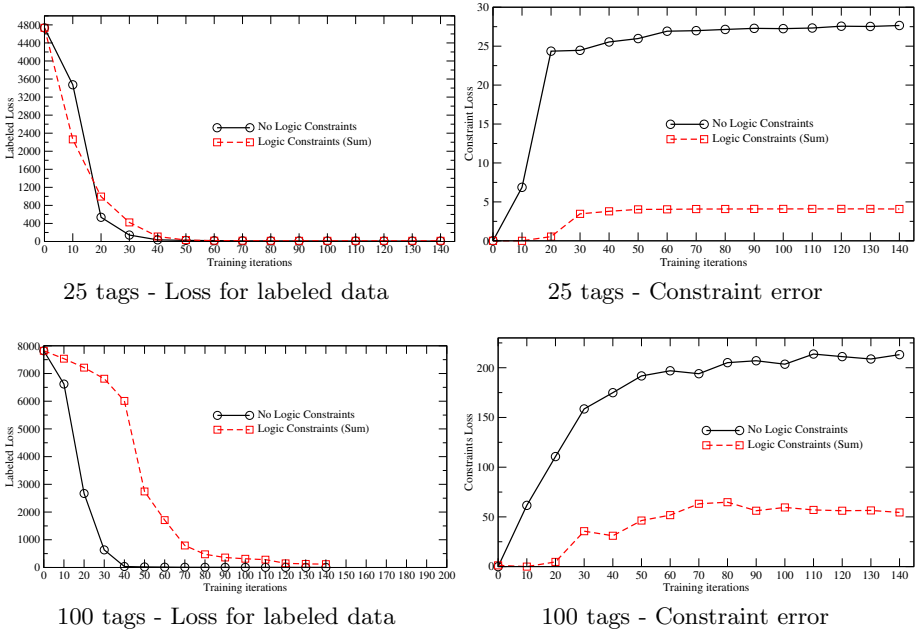 4800
4400
4000
3600
3200
2800
2400
2000
1600
1200
800
400
0
Labeled Loss
No Logic Constraints
Logic Constraints (Sum)
0 10 20 30 40 50 60 70 80 90 100 110 120 130 140
Training iterations
25 tags - Loss for labeled data
30
25
20
15
10
5
0
Constraint Loss
No Logic Constraints
Logic Constraints (Sum)
0 10 20 30 40 50 60 70 80 90 100 110 120 130 140
Training iterations
25 tags - Constraint error
8000
7000
6000
5000
4000
3000
2000
1000
0
Labeled Loss
No Logic Constraints
Logic Constraints (Sum)
0 10 20 30 40 50 60 70 80 90 100 110 120 130 140 150 160 170 180 190 200
Training iterations
100 tags - Loss for labeled data
200
150
100
50
0
Constraints Loss
No Logic Constraints
Logic Constraints (Sum)
0 10 20 30 40 50 60 70 80 90 100 110 120 130 140
Training iterations
100 tags - Constraint error